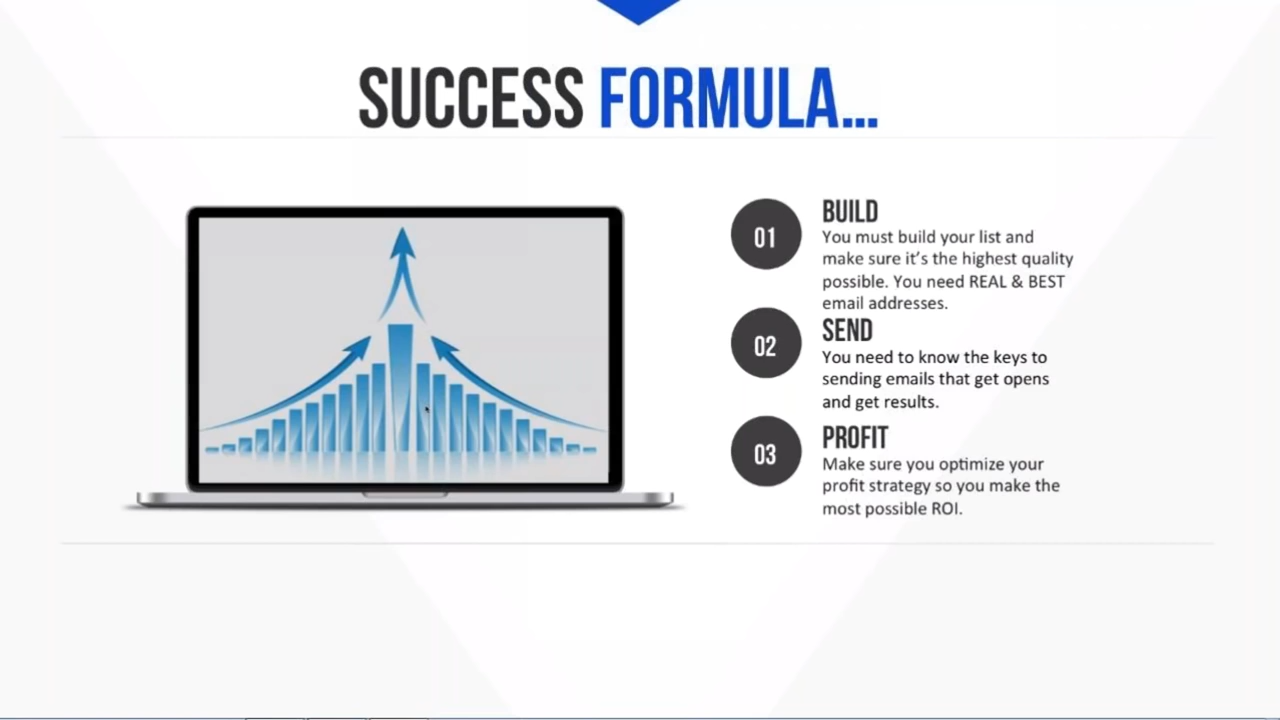 SUCCESS FORMULA...
01
BUILD
You must build your list and
make sure it’s the highest quality
possible. You need REAL & BEST
email addresses.
02
SEND
You need to know the keys to
sending emails that get opens
and get results.
03
PROFIT
Make sure you optimize your
profit strategy so you make the
most possible ROI.